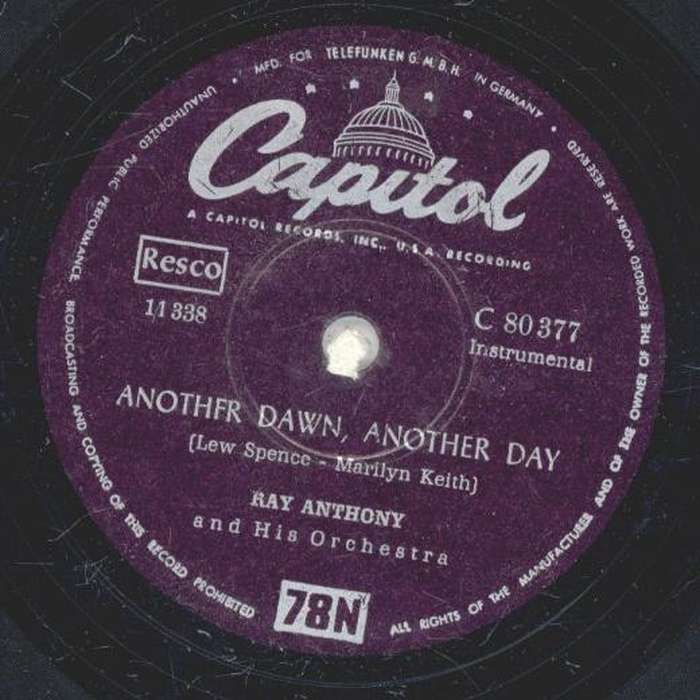 MFD. FOR TELEFUNKEN G.M.B.H. IN GERMANY
ALL RIGHTS OF THE MANUFACTURER AND OF THE OWNER OF THE RECORDED WORK ARE RESERVED
UNAUTHORIZED PUBLIC PERFORMANCE, BROADCASTING AND COPYING OF THIS RECORD PROHIBITED
Capitol
A CAPITOL RECORDS, INC., U.S.A. RECORDING
Resco
11 338
C 80 377
Instrumental
ANOTHER DAWN, ANOTHER DAY
(Lew Spence - Marilyn Keith)
RAY ANTHONY
and His Orchestra
78N